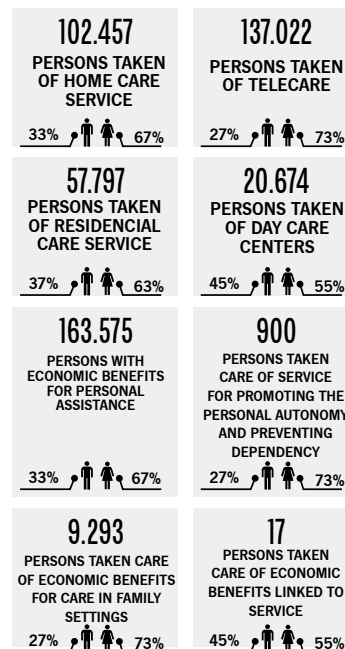 102.457
PERSONS TAKEN
OF HOME CARE
SERVICE
33% 67%
137.022
PERSONS TAKEN
OF TELECARE
27% 73%
57.797
PERSONS TAKEN
OF RESIDENCIAL
CARE SERVICE
37% 63%
20.674
PERSONS TAKEN
OF DAY CARE
CENTERS
45% 55%
163.575
PERSONS WITH
ECONOMIC BENEFITS
FOR PERSONAL
ASSISTANCE
33% 67%
900
PERSONS TAKEN
CARE OF SERVICE
FOR PROMOTING THE
PERSONAL AUTONOMY
AND PREVENTING
DEPENDENCY
27% 73%
9.293
PERSONS TAKEN CARE
OF ECONOMIC BENEFITS
FOR CARE IN FAMILY
SETTINGS
27% 73%
17
PERSONS TAKEN
CARE OF ECONOMIC
BENEFITS LINKED TO
SERVICE
45% 55%